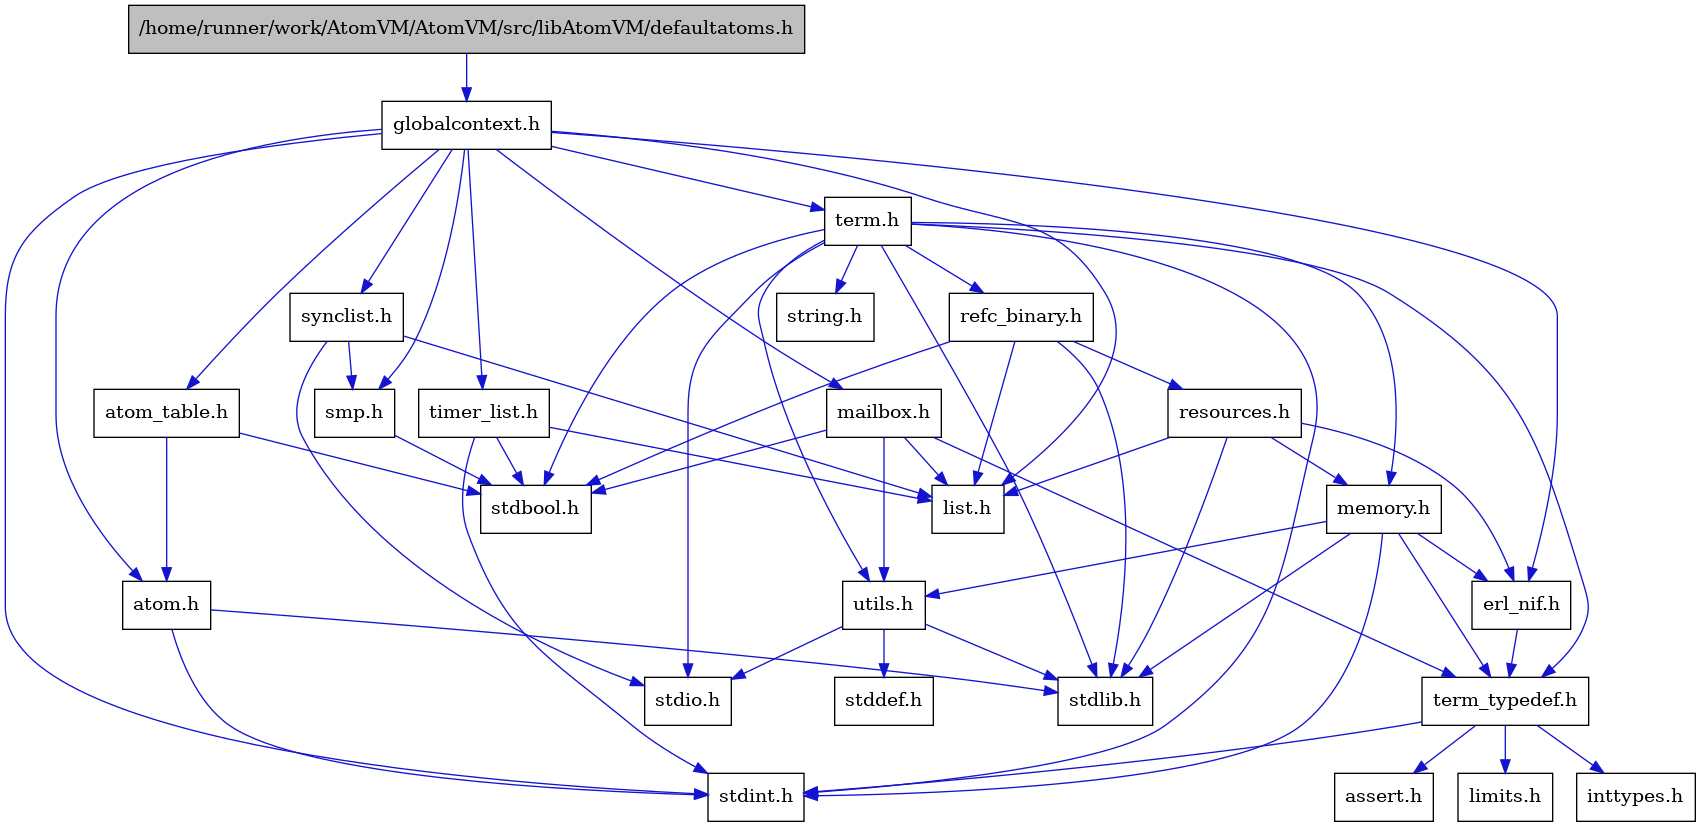 /home/runner/work/AtomVM/AtomVM/src/libAtomVM/defaultatoms.h
globalcontext.h
term.h
synclist.h
string.h
refc_binary.h
atom_table.h
smp.h
timer_list.h
mailbox.h
resources.h
stdbool.h
list.h
memory.h
atom.h
utils.h
erl_nif.h
stdio.h
stddef.h
stdlib.h
term_typedef.h
stdint.h
assert.h
limits.h
inttypes.h